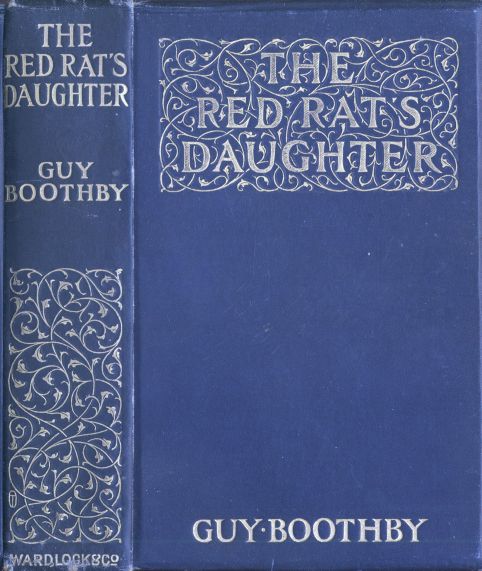 THE
RED RAT'S
DAUGHTER
GUY
BOOTHBY
WARD LOCK & CO
THE
RED RAT'S
DAUGHTER
GUY·BOOTHBY